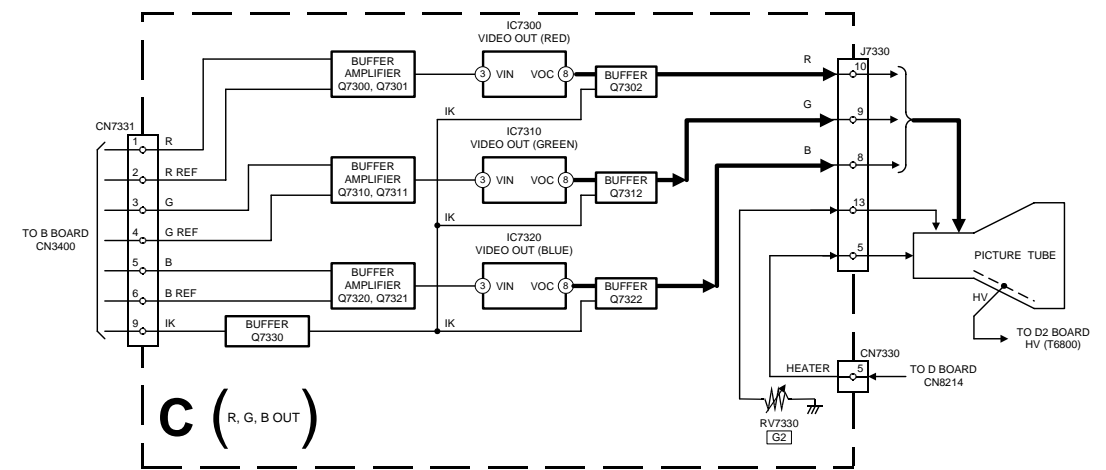 IC7300
VIDEO OUT (RED)
J7330
R
10
BUFFER
AMPLIFIER
Q7300, Q7301
3 VIN VOC 8
BUFFER
Q7302
G
9
IK
CN7331
IC7310
VIDEO OUT (GREEN)
1 R
B
8
2 R REF
BUFFER
AMPLIFIER
Q7310, Q7311
3 VIN VOC 8
BUFFER
Q7312
3 G
13
IK
4 G REF
TO B BOARD
CN3400
IC7320
VIDEO OUT (BLUE)
5
PICTURE TUBE
5 B
BUFFER
AMPLIFIER
Q7320, Q7321
3 VIN VOC 8
BUFFER
Q7322
6 B REF
HV
9 IK
BUFFER
Q7330
IK
TO D2 BOARD
HV (T6800)
CN7330
HEATER
5
TO D BOARD
CN8214
C (R, G, B OUT)
RV7330
G2